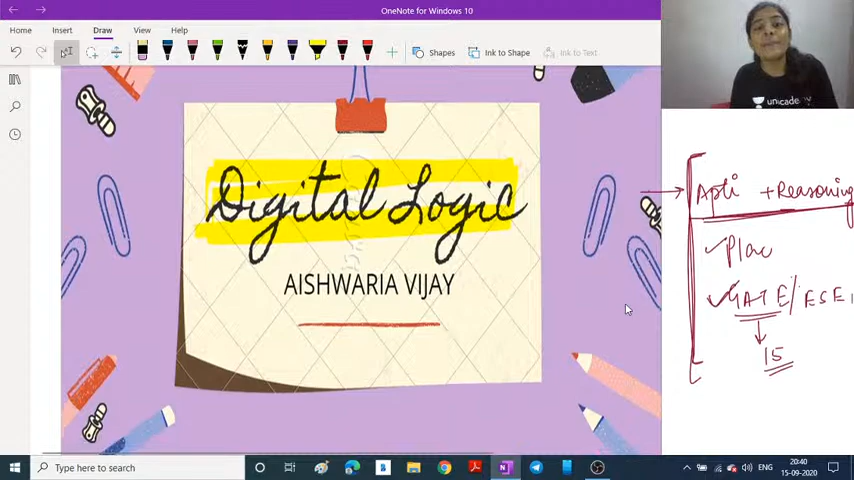 OneNote for Windows 10
Home Insert Draw View Help
Shapes Ink to Shape Ink to Text
unacademy
Digital Logic
AISHWARIA VIJAY
Apti + Reasoning
Plac
GATE/ESE
15
Type here to search
ENG
20:40
15-09-2020